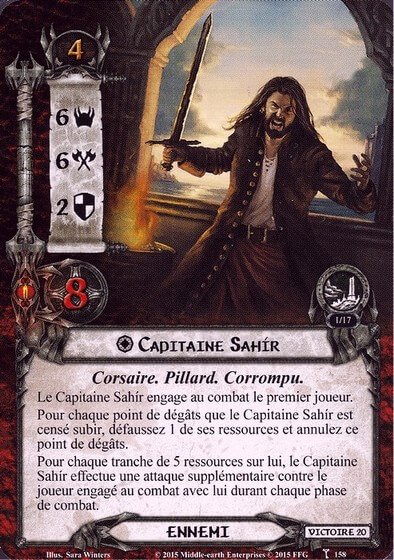 4
6
6
2
8
1/17
Capitaine Sahír
Corsaire. Pillard. Corrompu.
Le Capitaine Sahír engage au combat le premier joueur.
Pour chaque point de dégâts que le Capitaine Sahír est
censé subir, défaussez 1 de ses ressources et annulez ce
point de dégâts.
Pour chaque tranche de 5 ressources sur lui, le Capitaine
Sahír effectue une attaque supplémentaire contre le
joueur engagé au combat avec lui durant chaque phase
de combat.
ENNEMI
VICTOIRE 20
Illus. Sara Winters
© 2015 Middle-earth Enterprises © 2015 FFG
158